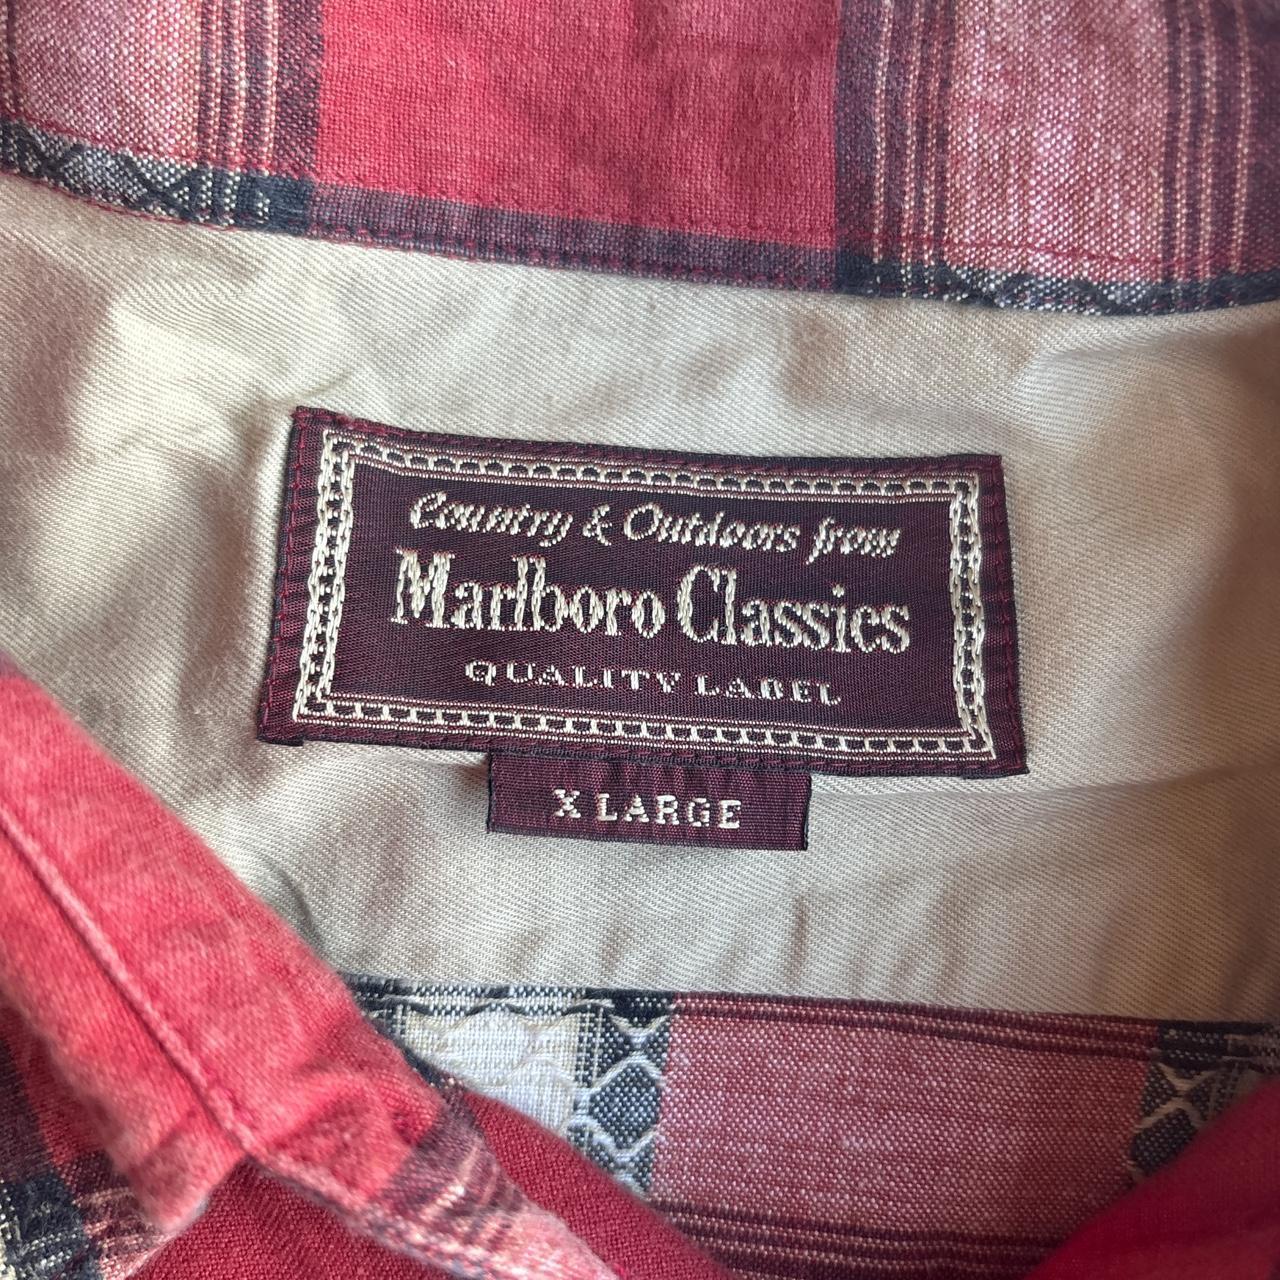 Country & Outdoors from
Marlboro Classics
QUALITY LABEL
X LARGE